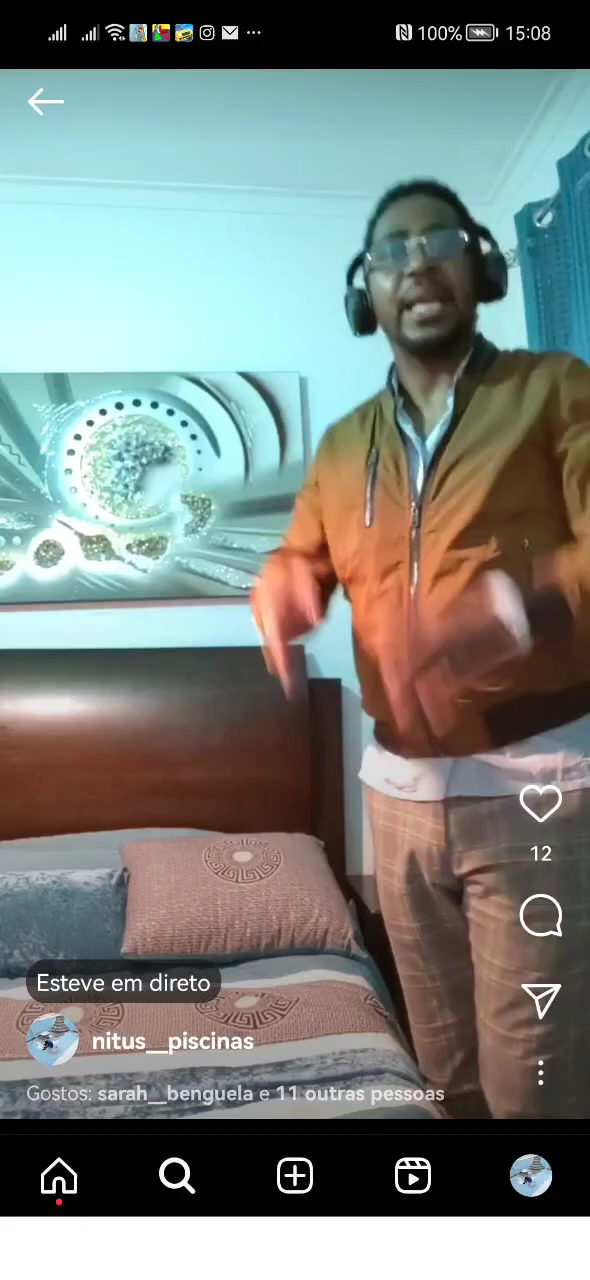 100% 15:08
12
Esteve em direto
nitus__piscinas
Gostos: sarah__benguela e 11 outras pessoas